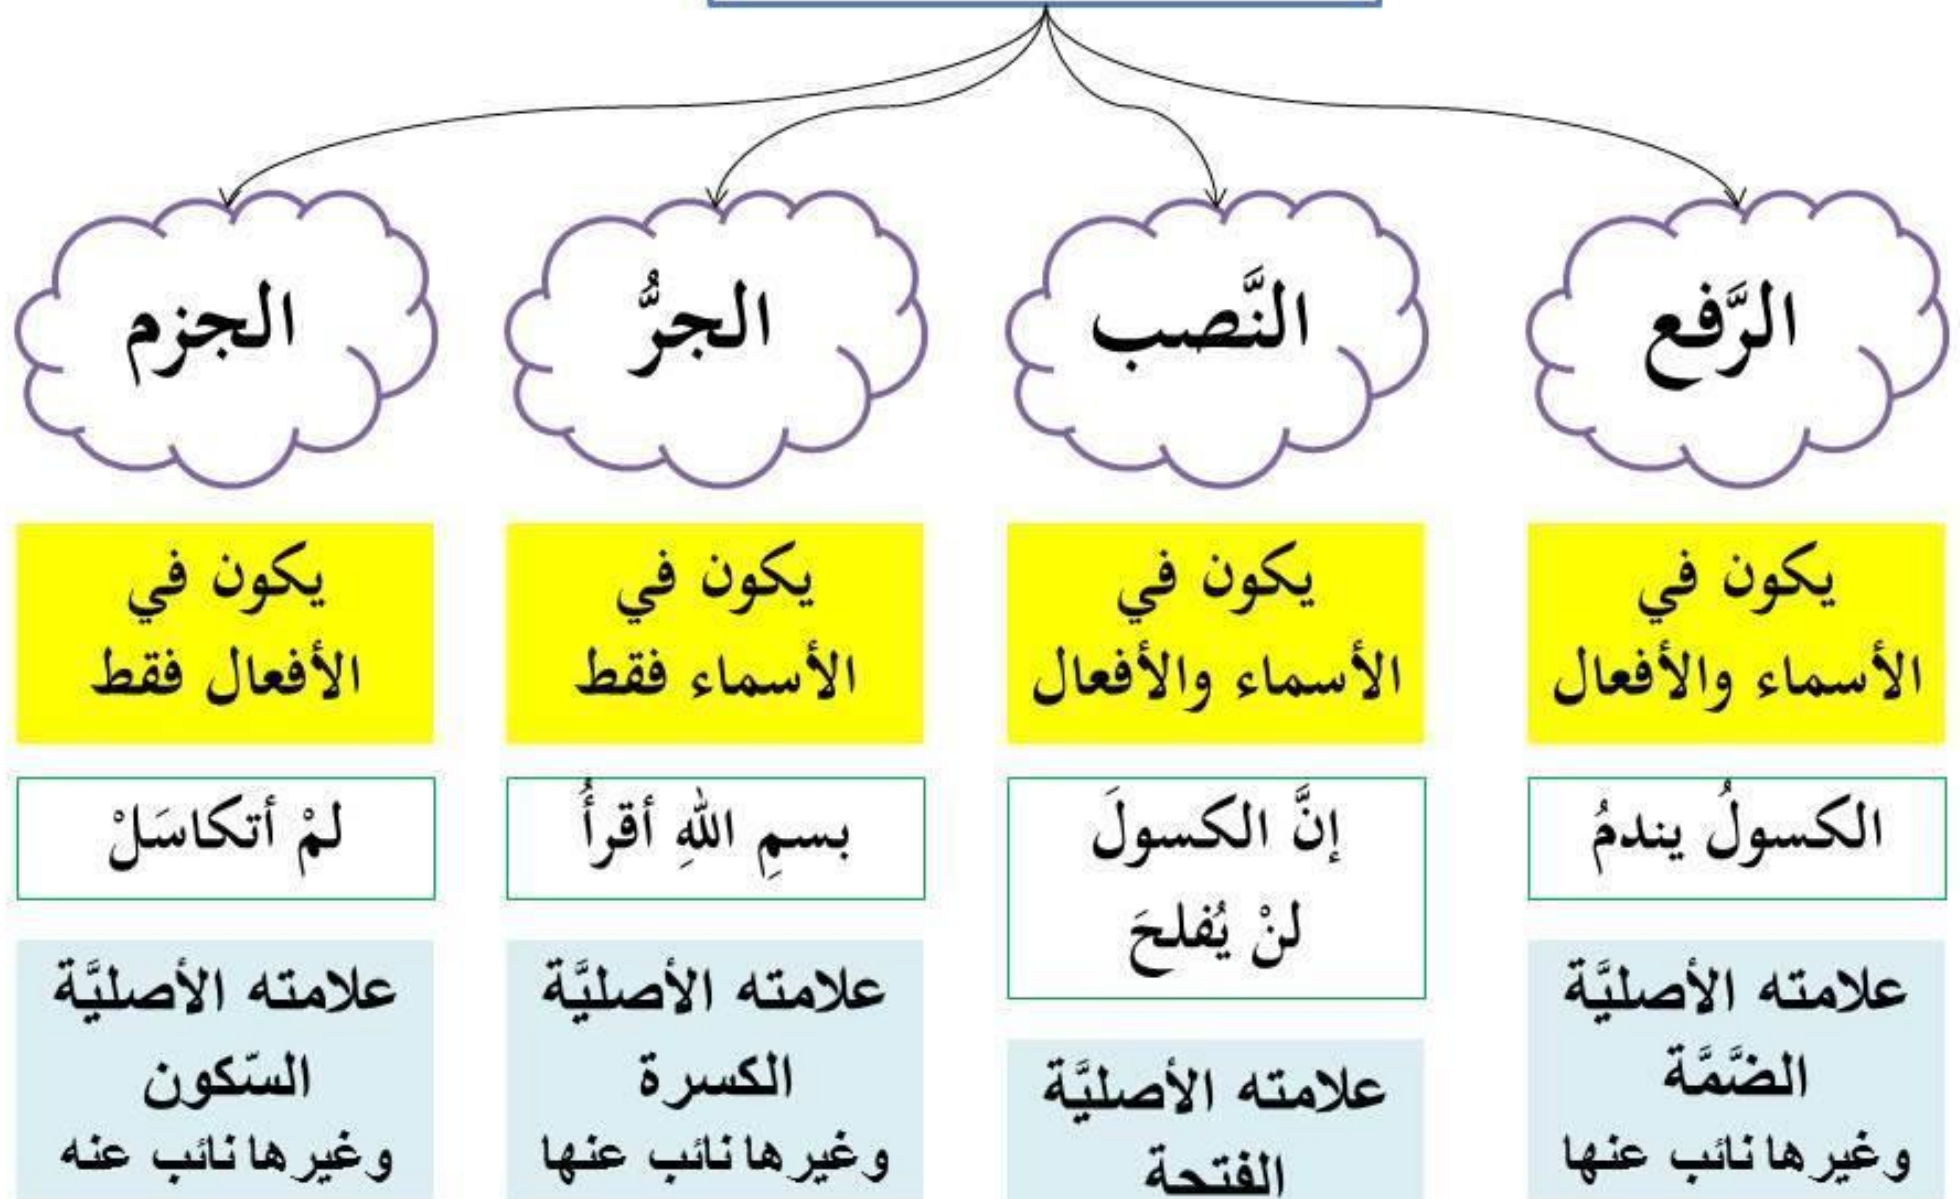 الرَّفع
النَّصب
الجرُّ
الجزم
يكون في
الأسماء والأفعال
يكون في
الأسماء والأفعال
يكون في
الأسماء فقط
يكون في
الأفعال فقط
الكسولُ يندمُ
إنَّ الكسولَ
لنْ يُفلحَ
بسمِ اللهِ أقرأُ
لمْ أتكاسَلْ
علامته الأصليَّة
الضَّمَّة
وغيرها نائب عنها
علامته الأصليَّة
الفتحة
علامته الأصليَّة
الكسرة
وغيرها نائب عنها
علامته الأصليَّة
السّكون
وغيرها نائب عنه